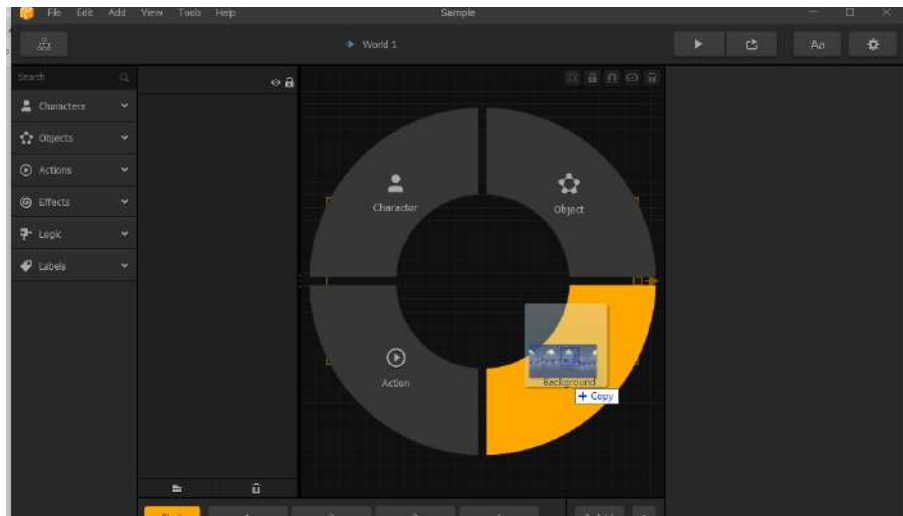 File Edit Add View Tools Help
Sample
World 1
Aa
Search
Characters
Objects
Actions
Effects
Logic
Labels
Character
Object
Action
Background
+ Copy